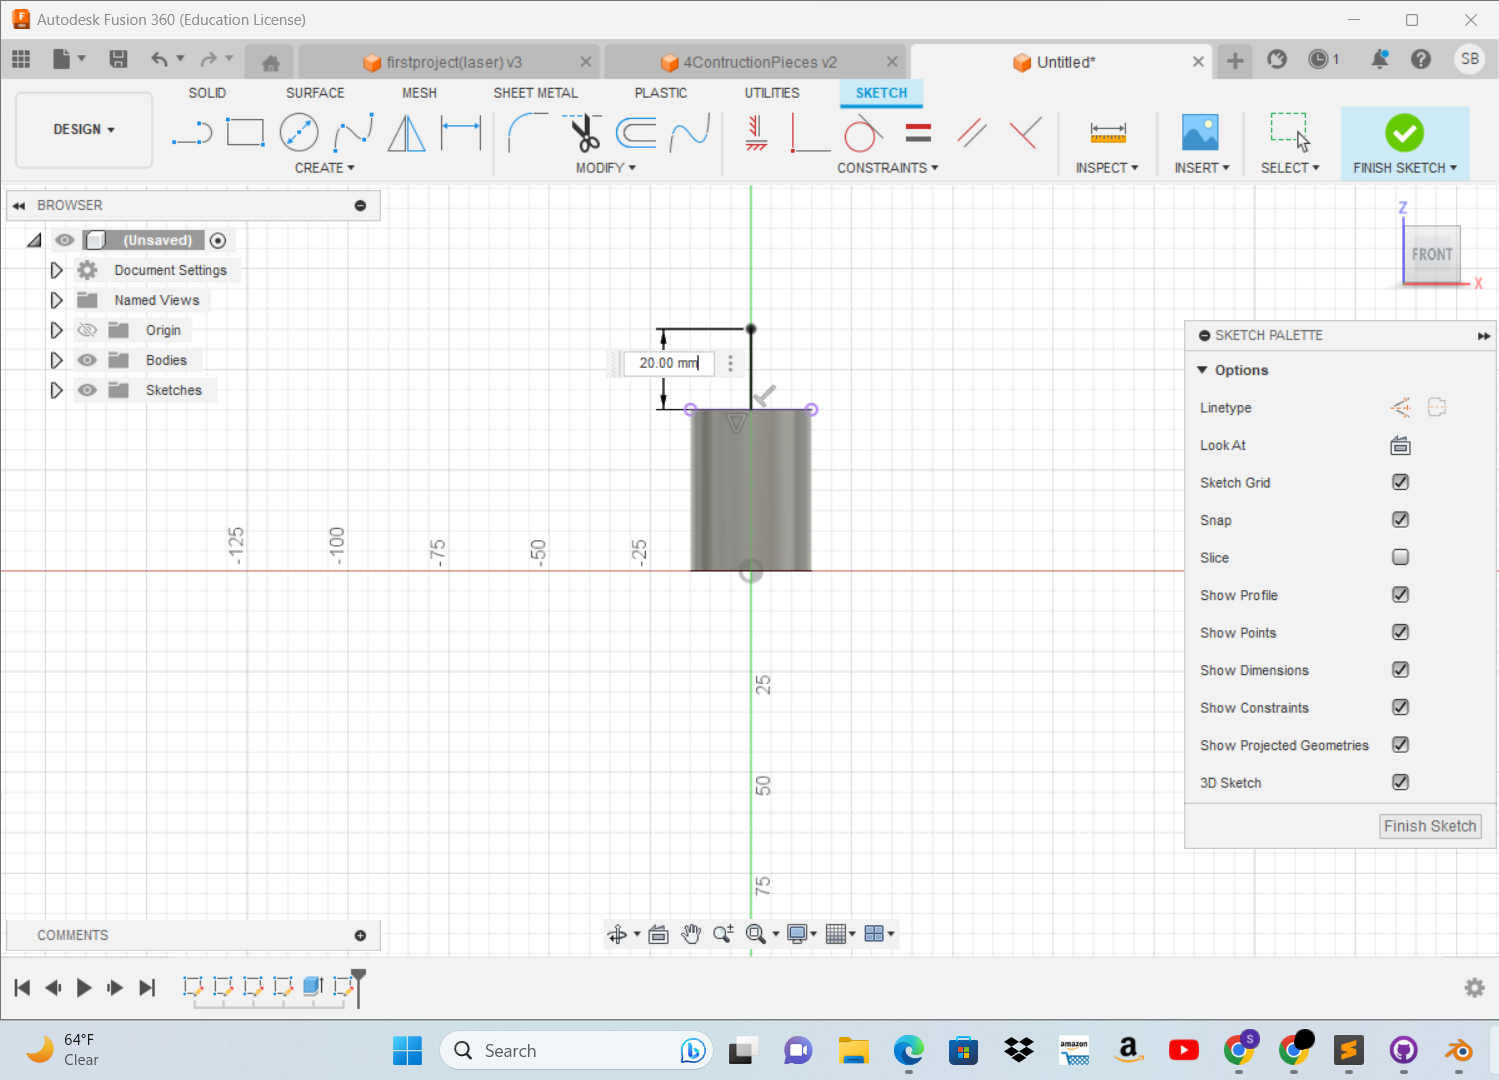 Autodesk Fusion 360 (Education License)
firstproject(laser) v3
4ContructionPieces v2
Untitled*
1
SB
SOLID
SURFACE
MESH
SHEET METAL
PLASTIC
UTILITIES
SKETCH
DESIGN
CREATE
MODIFY
CONSTRAINTS
INSPECT
INSERT
SELECT
FINISH SKETCH
BROWSER
(Unsaved)
Document Settings
Named Views
Origin
Bodies
Sketches
20.00 mm
-125
-100
-75
-50
-25
25
50
75
Z
FRONT
X
SKETCH PALETTE
Options
Linetype
Look At
Sketch Grid
Snap
Slice
Show Profile
Show Points
Show Dimensions
Show Constraints
Show Projected Geometries
3D Sketch
Finish Sketch
COMMENTS
64°F
Clear
Search
amazon
a
S